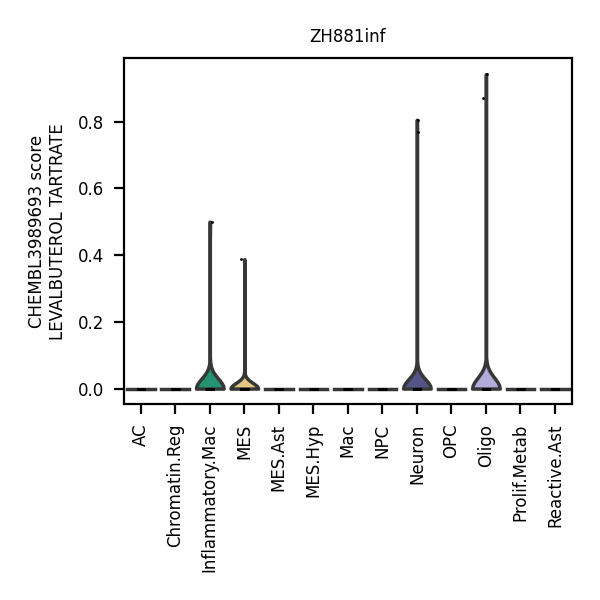 ZH881inf
CHEMBL3989693 score
LEVALBUTEROL TARTRATE
0.8
0.6
0.4
0.2
0.0
AC
Chromatin.Reg
Inflammatory.Mac
MES
MES.Ast
MES.Hyp
Mac
NPC
Neuron
OPC
Oligo
Prolif.Metab
Reactive.Ast